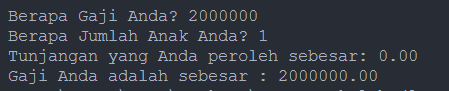 Berapa Gaji Anda? 2000000
Berapa Jumlah Anak Anda? 1
Tunjangan yang Anda peroleh sebesar: 0.00
Gaji Anda adalah sebesar : 2000000.00